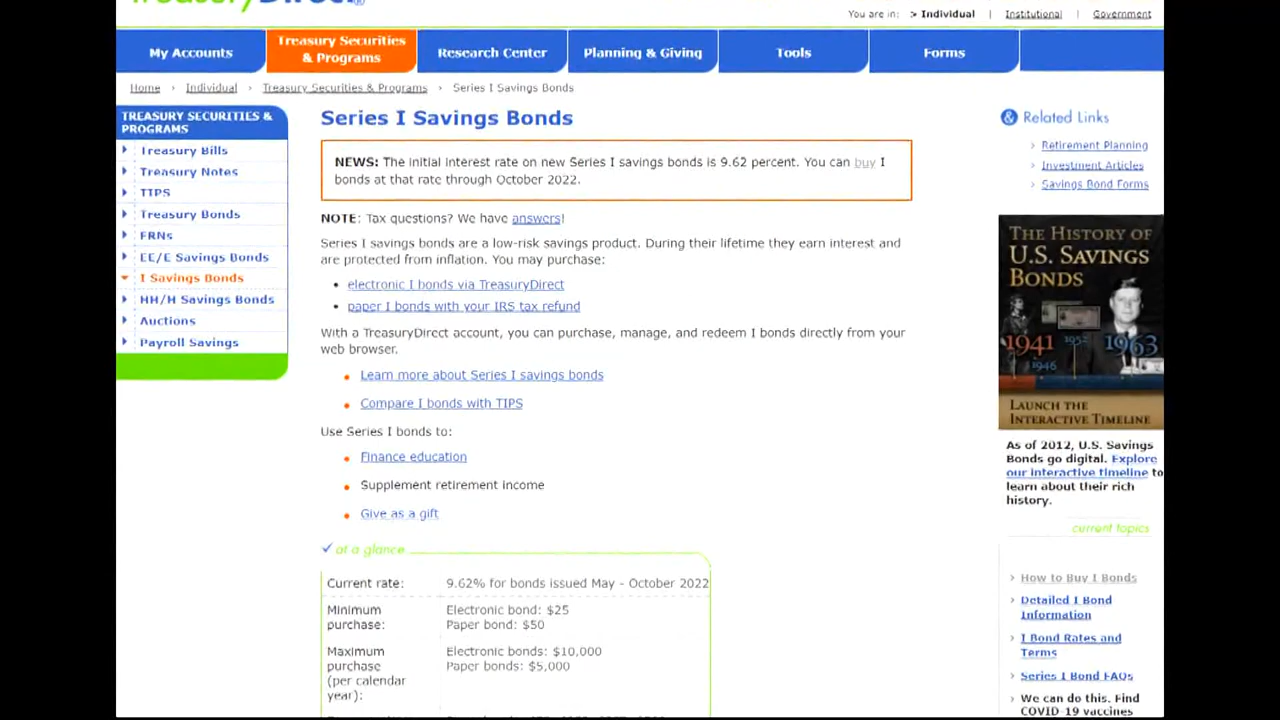 TreasuryDirect®
You are in: > Individual | Institutional | Government
My Accounts
Treasury Securities
& Programs
Research Center
Planning & Giving
Tools
Forms
Home › Individual › Treasury Securities & Programs › Series I Savings Bonds
TREASURY SECURITIES &
PROGRAMS
Treasury Bills
Treasury Notes
TIPS
Treasury Bonds
FRNs
EE/E Savings Bonds
I Savings Bonds
HH/H Savings Bonds
Auctions
Payroll Savings
Series I Savings Bonds
NEWS: The initial interest rate on new Series I savings bonds is 9.62 percent. You can buy I
bonds at that rate through October 2022.
NOTE: Tax questions? We have answers!
Series I savings bonds are a low-risk savings product. During their lifetime they earn interest and
are protected from inflation. You may purchase:
• electronic I bonds via TreasuryDirect
• paper I bonds with your IRS tax refund
With a TreasuryDirect account, you can purchase, manage, and redeem I bonds directly from your
web browser.
• Learn more about Series I savings bonds
• Compare I bonds with TIPS
Use Series I bonds to:
• Finance education
• Supplement retirement income
• Give as a gift
at a glance
Current rate: 9.62% for bonds issued May - October 2022
Minimum Electronic bond: $25
purchase: Paper bond: $50
Maximum Electronic bonds: $10,000
purchase Paper bonds: $5,000
(per calendar
year):
& Related Links
› Retirement Planning
› Investment Articles
› Savings Bond Forms
THE HISTORY OF
U.S. SAVINGS
BONDS
1941 1952 1963
1946
LAUNCH THE
INTERACTIVE TIMELINE
As of 2012, U.S. Savings
Bonds go digital. Explore
our interactive timeline to
learn about their rich
history.
current topics
› How to Buy I Bonds
› Detailed I Bond
Information
› I Bond Rates and
Terms
› Series I Bond FAQs
› We can do this. Find
COVID-19 vaccines